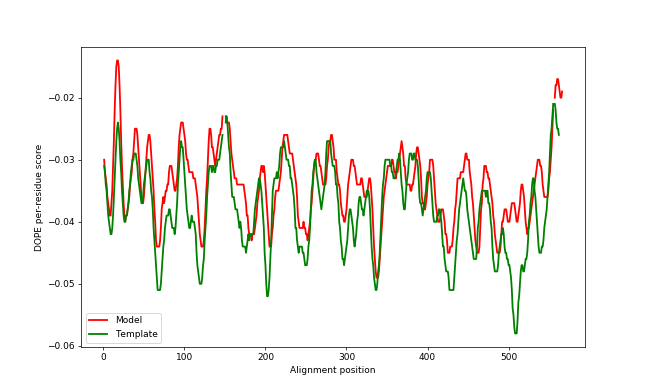 −0.02
−0.03
−0.04
−0.05
−0.06
DOPE per-residue score
Model
Template
0 100 200 300 400 500
Alignment position